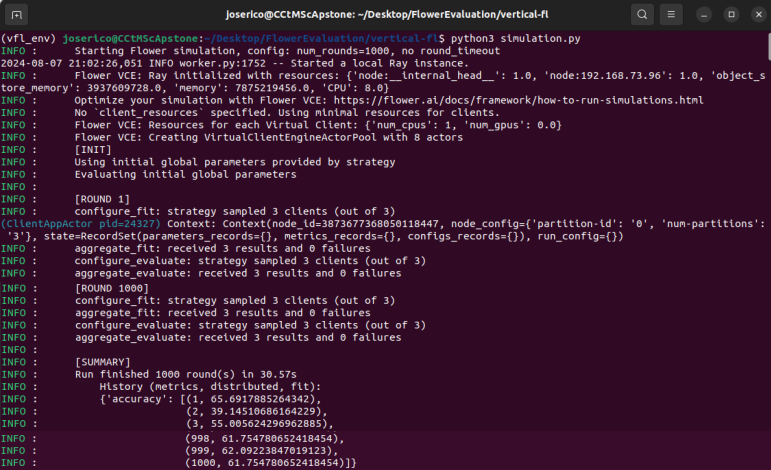 joserico@CCtMScApstone: ~/Desktop/FlowerEvaluation/vertical-fl
(vfl_env) joserico@CCtMScApstone:~/Desktop/FlowerEvaluation/vertical-fl$ python3 simulation.py
INFO :      Starting Flower simulation, config: num_rounds=1000, no round_timeout
2024-08-07 21:02:26,051 INFO worker.py:1752 -- Started a local Ray instance.
INFO :      Flower VCE: Ray initialized with resources: {'node:__internal_head__': 1.0, 'node:192.168.73.96': 1.0, 'object_s
tore_memory': 3937609728.0, 'memory': 7875219456.0, 'CPU': 8.0}
INFO :      Optimize your simulation with Flower VCE: https://flower.ai/docs/framework/how-to-run-simulations.html
INFO :      No `client_resources` specified. Using minimal resources for clients.
INFO :      Flower VCE: Resources for each Virtual Client: {'num_cpus': 1, 'num_gpus': 0.0}
INFO :      Flower VCE: Creating VirtualClientEngineActorPool with 8 actors
INFO :      [INIT]
INFO :      Using initial global parameters provided by strategy
INFO :      Evaluating initial global parameters
INFO :
INFO :      [ROUND 1]
INFO :      configure_fit: strategy sampled 3 clients (out of 3)
(ClientAppActor pid=24327) Context: Context(node_id=3873677368050118447, node_config={'partition-id': '0', 'num-partitions':
'3'}, state=RecordSet(parameters_records={}, metrics_records={}, configs_records={}), run_config={})
INFO :      aggregate_fit: received 3 results and 0 failures
INFO :      configure_evaluate: strategy sampled 3 clients (out of 3)
INFO :      aggregate_evaluate: received 3 results and 0 failures
INFO :      [ROUND 1000]
INFO :      configure_fit: strategy sampled 3 clients (out of 3)
INFO :      aggregate_fit: received 3 results and 0 failures
INFO :      configure_evaluate: strategy sampled 3 clients (out of 3)
INFO :      aggregate_evaluate: received 3 results and 0 failures
INFO :
INFO :      [SUMMARY]
INFO :      Run finished 1000 round(s) in 30.57s
INFO :          History (metrics, distributed, fit):
INFO :          {'accuracy': [(1, 65.6917885264342),
INFO :                        (2, 39.14510686164229),
INFO :                        (3, 55.005624296962885),
INFO :                        (998, 61.754780652418454),
INFO :                        (999, 62.09223847019123),
INFO :                        (1000, 61.754780652418454)]}